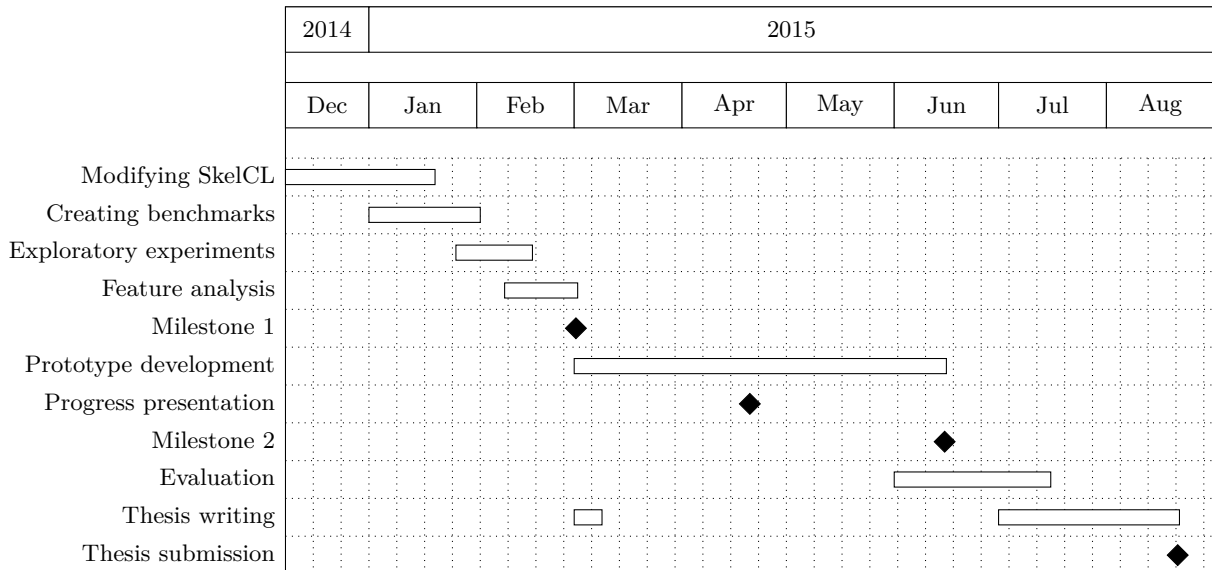 2014 2015
Dec Jan Feb Mar Apr May Jun Jul Aug
Modifying SkelCL
Creating benchmarks
Exploratory experiments
Feature analysis
Milestone 1
Prototype development
Progress presentation
Milestone 2
Evaluation
Thesis writing
Thesis submission